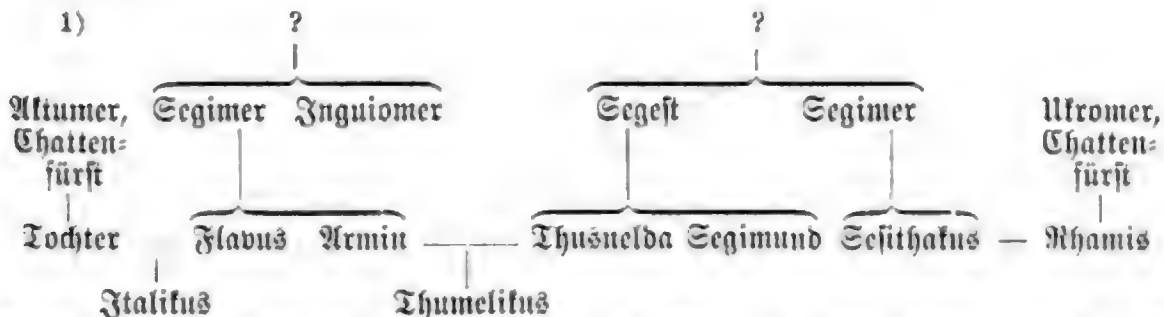 1) ? ?
Aktumer, Segimer Inguiomer Segest Segimer Ukromer,
Chatten- Chatten-
fürst fürst
Tochter Flavus Armin Thusnelda Segimund Sesithakus — Rhamis
Italikus Thumelikus